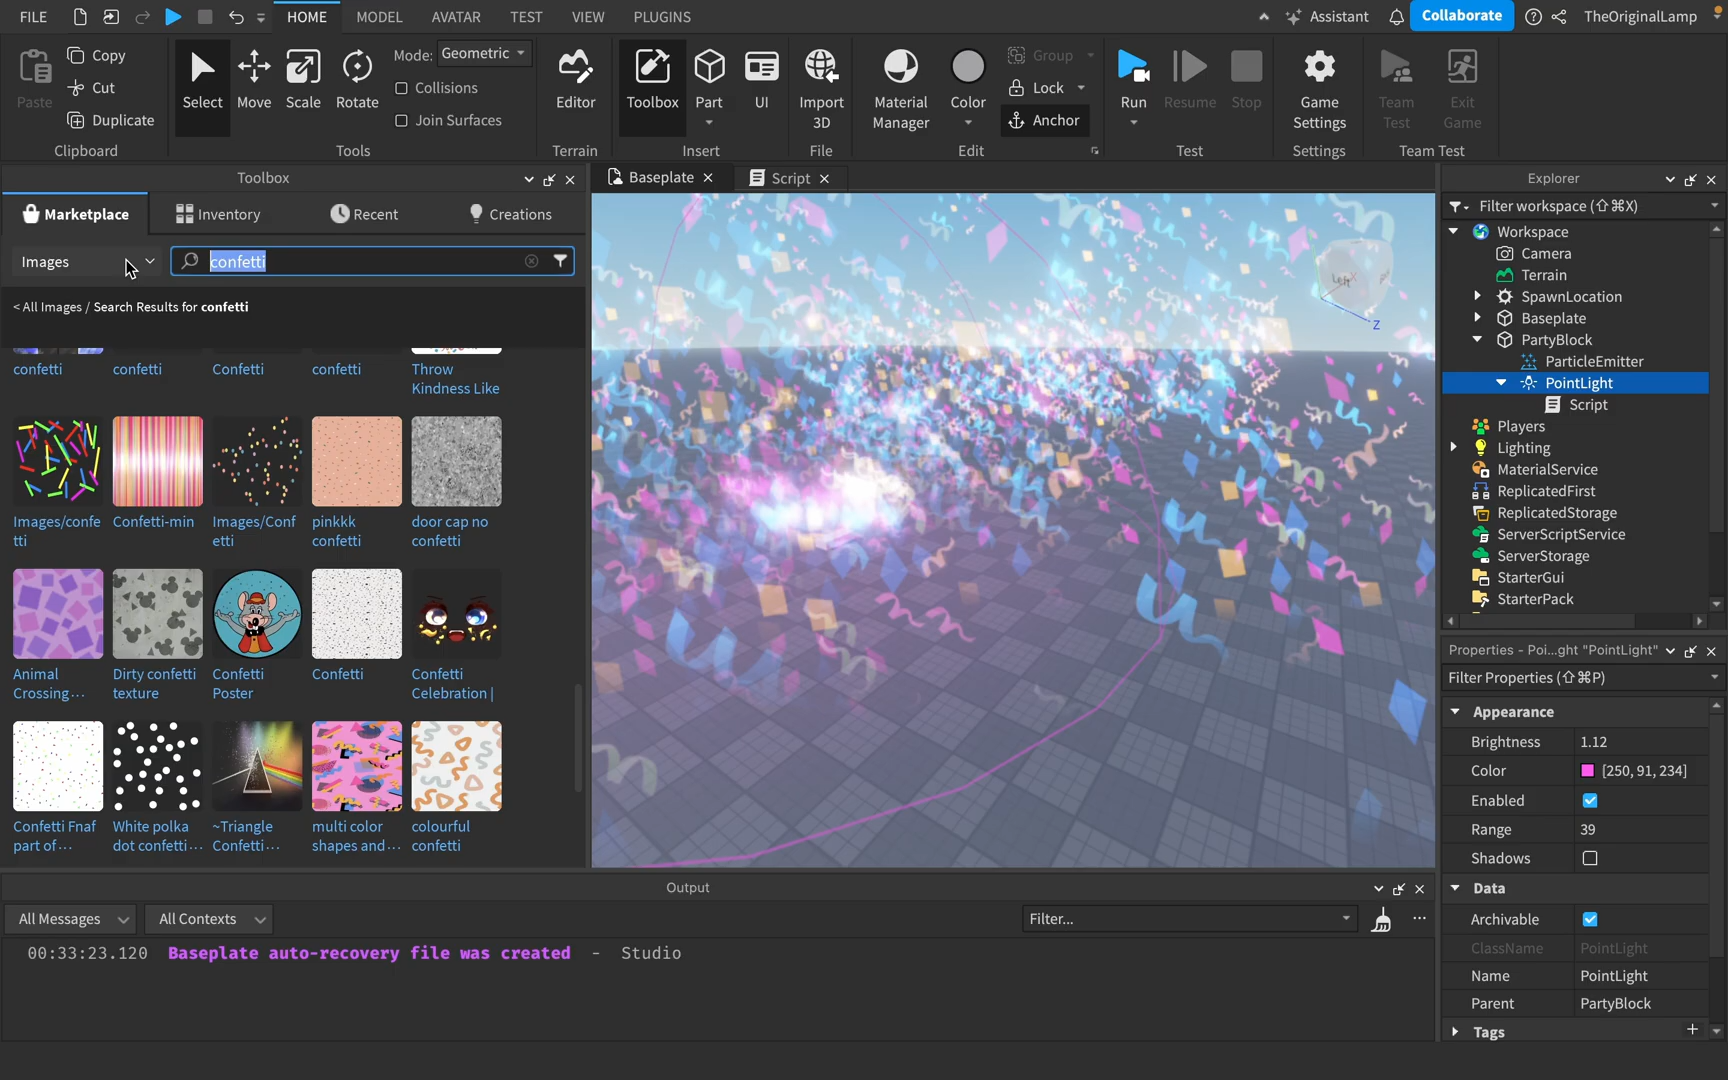 FILE
HOME
MODEL
AVATAR
TEST
VIEW
PLUGINS
Assistant
Collaborate
TheOriginalLamp
Paste
Copy
Cut
Duplicate
Clipboard
Select
Move
Scale
Rotate
Mode: Geometric
Collisions
Join Surfaces
Tools
Editor
Terrain
Toolbox
Part
UI
Insert
Import
3D
File
Material
Manager
Color
Group
Lock
Anchor
Edit
Run
Resume
Stop
Test
Game
Settings
Settings
Team
Test
Exit
Game
Team Test
Toolbox
Marketplace
Inventory
Recent
Creations
Images
confetti
< All Images / Search Results for confetti
confetti
confetti
Confetti
confetti
Throw
Kindness Like
Images/confe
tti
Confetti-min
Images/Conf
etti
pinkkk
confetti
door cap no
confetti
Animal
Crossing...
Dirty confetti
texture
Confetti
Poster
Confetti
Confetti
Celebration |
Confetti Fnaf
part of...
White polka
dot confetti...
~Triangle
Confetti...
multi color
shapes and...
colourful
confetti
Baseplate
Script
Left
Z
Explorer
Filter workspace (⇧⌘X)
Workspace
Camera
Terrain
SpawnLocation
Baseplate
PartyBlock
ParticleEmitter
PointLight
Script
Players
Lighting
MaterialService
ReplicatedFirst
ReplicatedStorage
ServerScriptService
ServerStorage
StarterGui
StarterPack
Properties - Poi...ght "PointLight"
Filter Properties (⇧⌘P)
Appearance
Brightness 1.12
Color [250, 91, 234]
Enabled
Range 39
Shadows
Data
Archivable
ClassName PointLight
Name PointLight
Parent PartyBlock
Tags
Output
All Messages
All Contexts
Filter...
00:33:23.120 Baseplate auto-recovery file was created - Studio